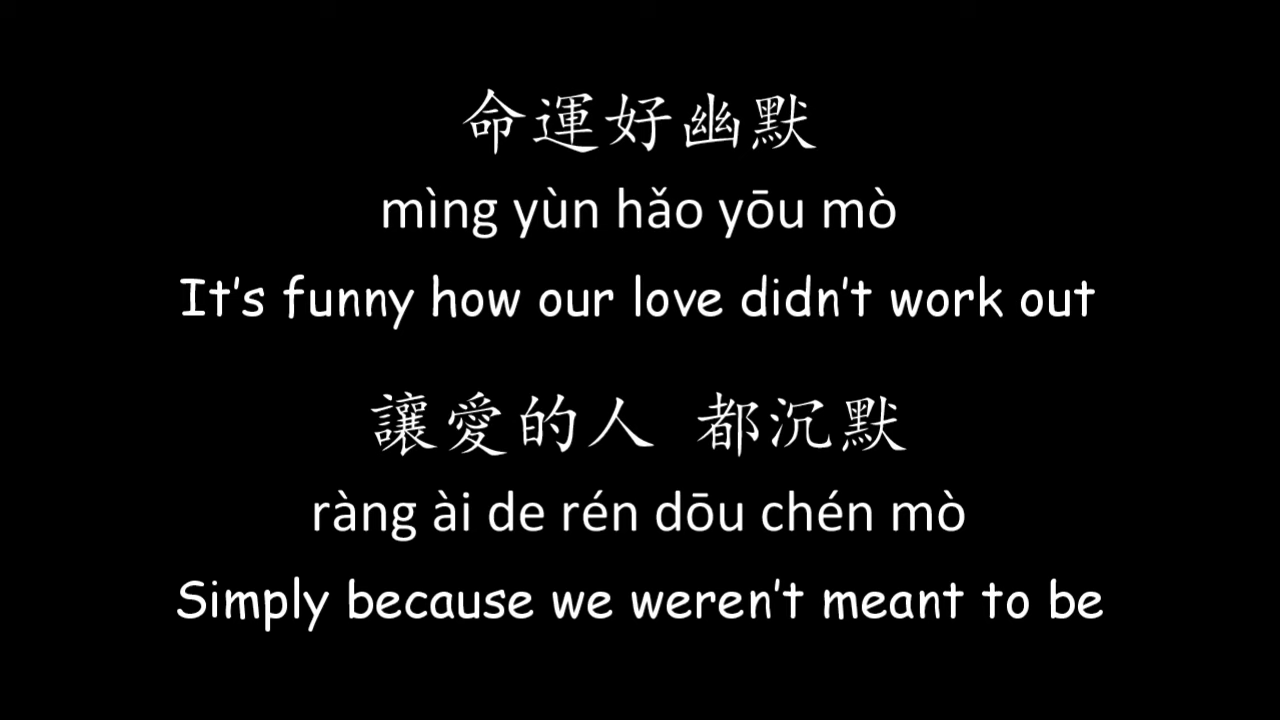 命運好幽默
mìng yùn hǎo yōu mò
It's funny how our love didn't work out
讓愛的人 都沉默
ràng ài de rén dōu chén mò
Simply because we weren't meant to be